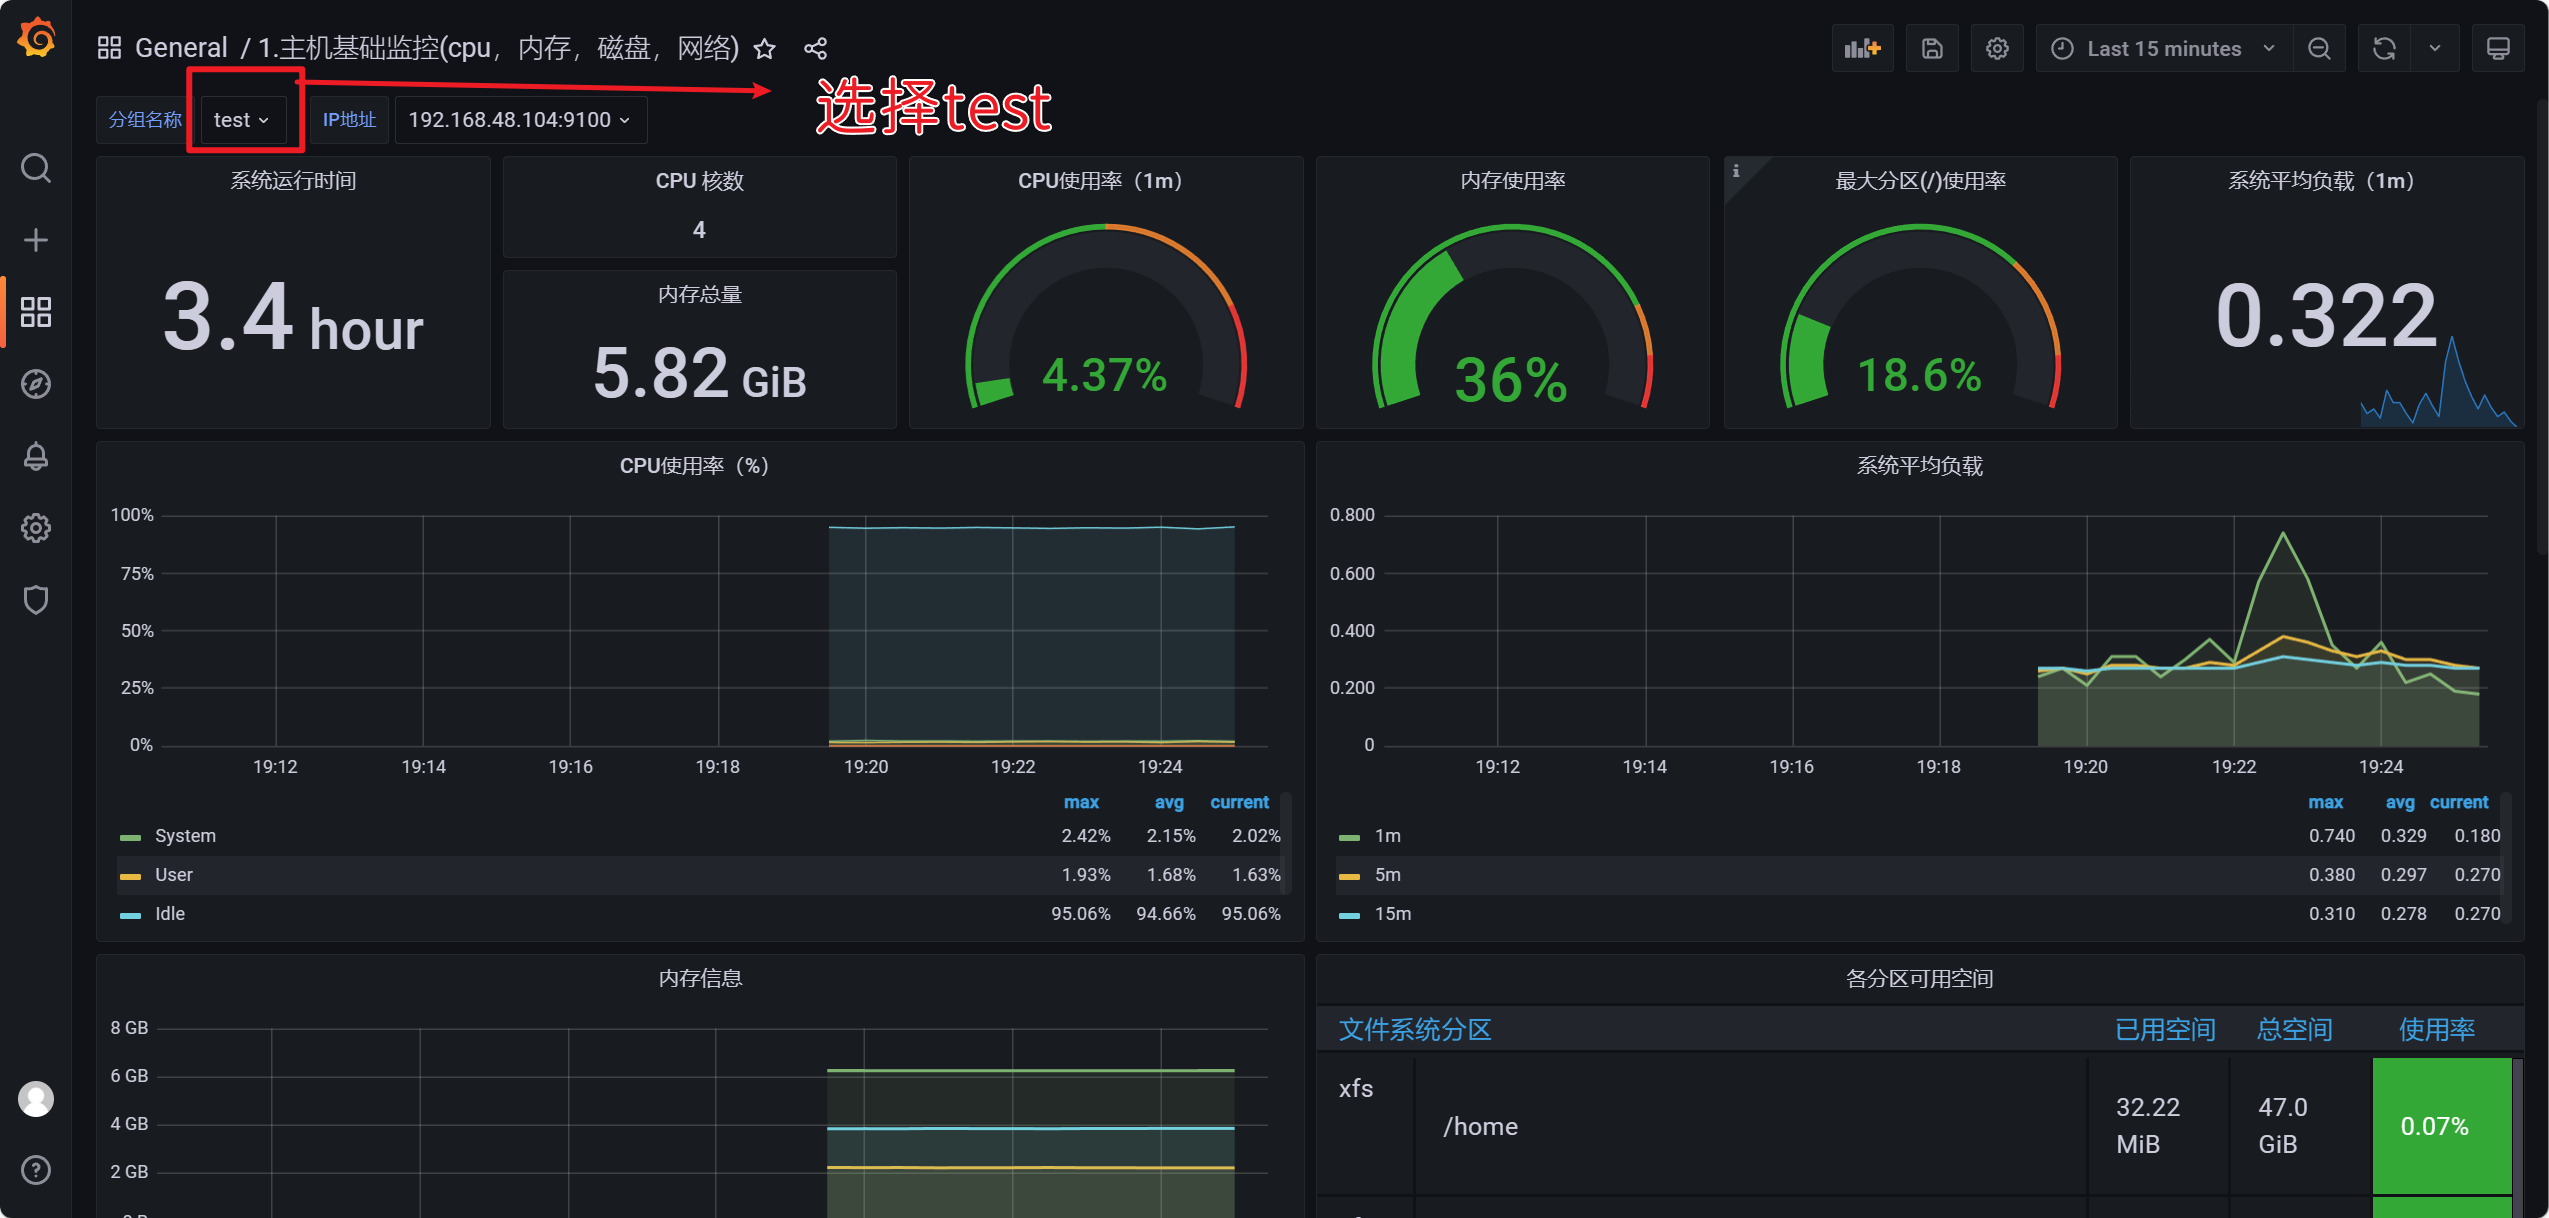 General / 1.主机基础监控(cpu，内存，磁盘，网络)
Last 15 minutes
分组名称 test IP地址 192.168.48.104:9100
选择test
系统运行时间
3.4 hour
CPU 核数
4
内存总量
5.82 GiB
CPU使用率（1m）
4.37%
内存使用率
36%
最大分区(/)使用率
18.6%
系统平均负载（1m）
0.322
CPU使用率（%）
100%
75%
50%
25%
0%
19:12 19:14 19:16 19:18 19:20 19:22 19:24
max avg current
System 2.42% 2.15% 2.02%
User 1.93% 1.68% 1.63%
Idle 95.06% 94.66% 95.06%
系统平均负载
0.800
0.600
0.400
0.200
0
19:12 19:14 19:16 19:18 19:20 19:22 19:24
max avg current
1m 0.740 0.329 0.180
5m 0.380 0.297 0.270
15m 0.310 0.278 0.270
内存信息
8 GB
6 GB
4 GB
2 GB
各分区可用空间
文件系统分区 已用空间 总空间 使用率
xfs /home 32.22 MiB 47.0 GiB 0.07%